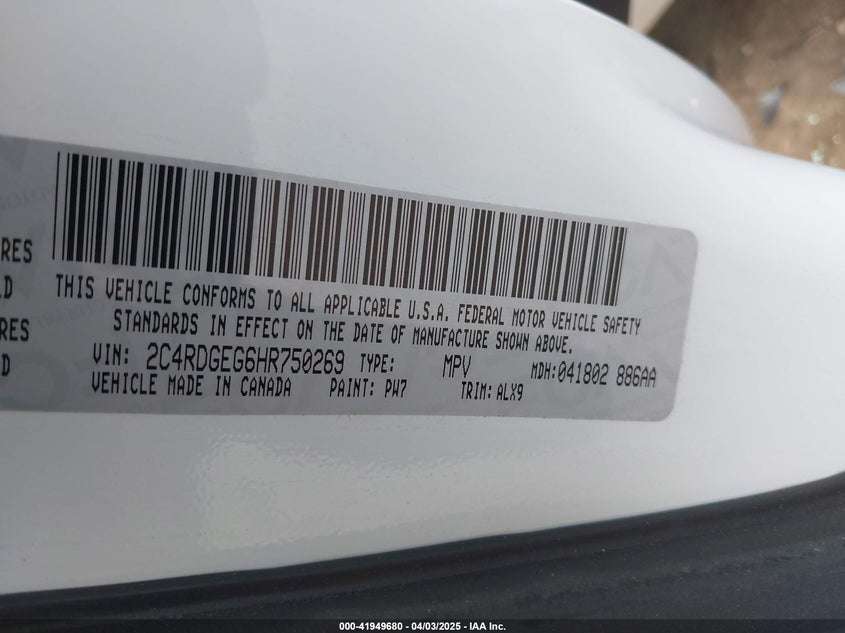 RES
D
RES
D
THIS VEHICLE CONFORMS TO ALL APPLICABLE U.S.A. FEDERAL MOTOR VEHICLE SAFETY
STANDARDS IN EFFECT ON THE DATE OF MANUFACTURE SHOWN ABOVE.
VIN: 2C4RDGEG6HR750269 TYPE: MPV MDH:041802 886AA
VEHICLE MADE IN CANADA PAINT: PW7 TRIM: ALX9
000-41949680 - 04/03/2025 - IAA Inc.